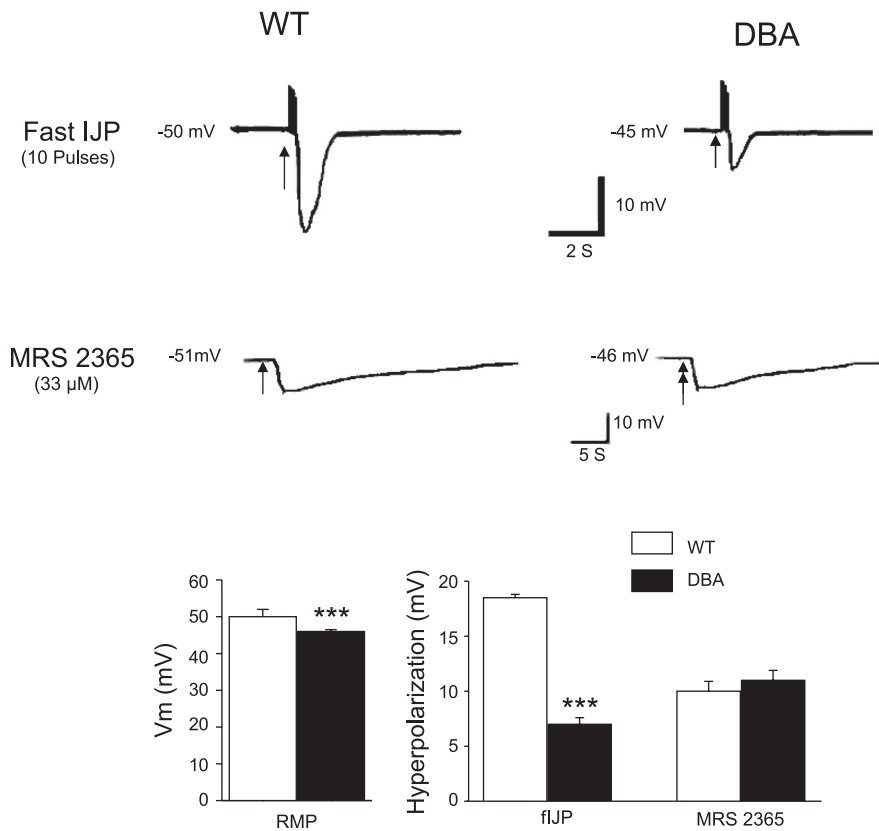 WT
DBA
Fast IJP
(10 Pulses)
-50 mV
-45 mV
10 mV
2 S
MRS 2365
(33 µM)
-51mV
-46 mV
10 mV
5 S
WT
DBA
Vm (mV)
60
50
40
30
20
10
0
***
RMP
Hyperpolarization (mV)
20
15
10
5
0
***
fIJP
MRS 2365